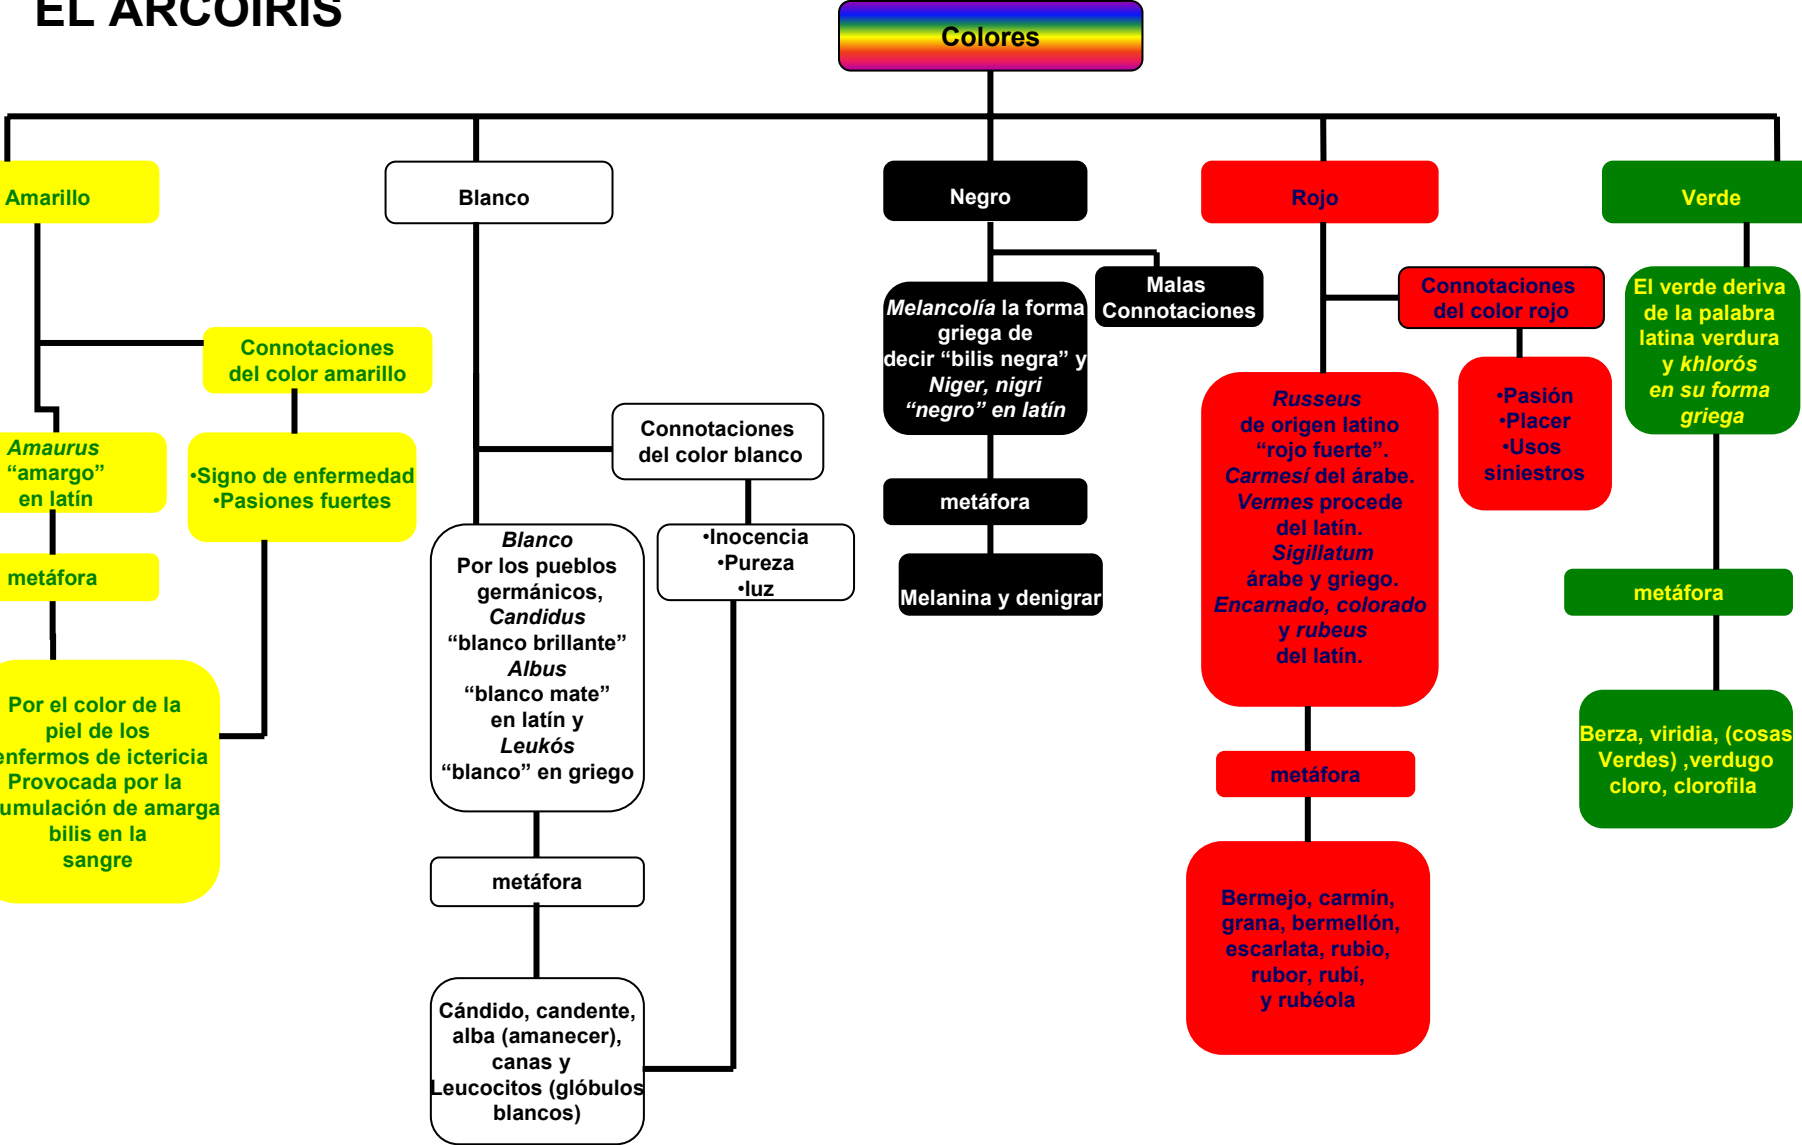 EL ARCOIRIS
Colores
Amarillo
Connotaciones
del color amarillo
Amaurus
“amargo”
en latín
•Signo de enfermedad
•Pasiones fuertes
metáfora
Por el color de la
piel de los
enfermos de ictericia
Provocada por la
umulación de amarga
bilis en la
sangre
Blanco
Connotaciones
del color blanco
•Inocencia
•Pureza
•luz
Blanco
Por los pueblos
germánicos,
Candidus
“blanco brillante”
Albus
“blanco mate”
en latín y
Leukós
“blanco” en griego
metáfora
Cándido, candente,
alba (amanecer),
canas y
Leucocitos (glóbulos
blancos)
Negro
Malas
Connotaciones
Melancolía la forma
griega de
decir “bilis negra” y
Niger, nigri
“negro” en latín
metáfora
Melanina y denigrar
Rojo
Connotaciones
del color rojo
•Pasión
•Placer
•Usos
siniestros
Russeus
de origen latino
“rojo fuerte”.
Carmesí del árabe.
Vermes procede
del latín.
Sigillatum
árabe y griego.
Encarnado, colorado
y rubeus
del latín.
metáfora
Bermejo, carmín,
grana, bermellón,
escarlata, rubio,
rubor, rubí,
y rubéola
Verde
El verde deriva
de la palabra
latina verdura
y khlorós
en su forma
griega
metáfora
Berza, viridia, (cosas
Verdes) ,verdugo
cloro, clorofila